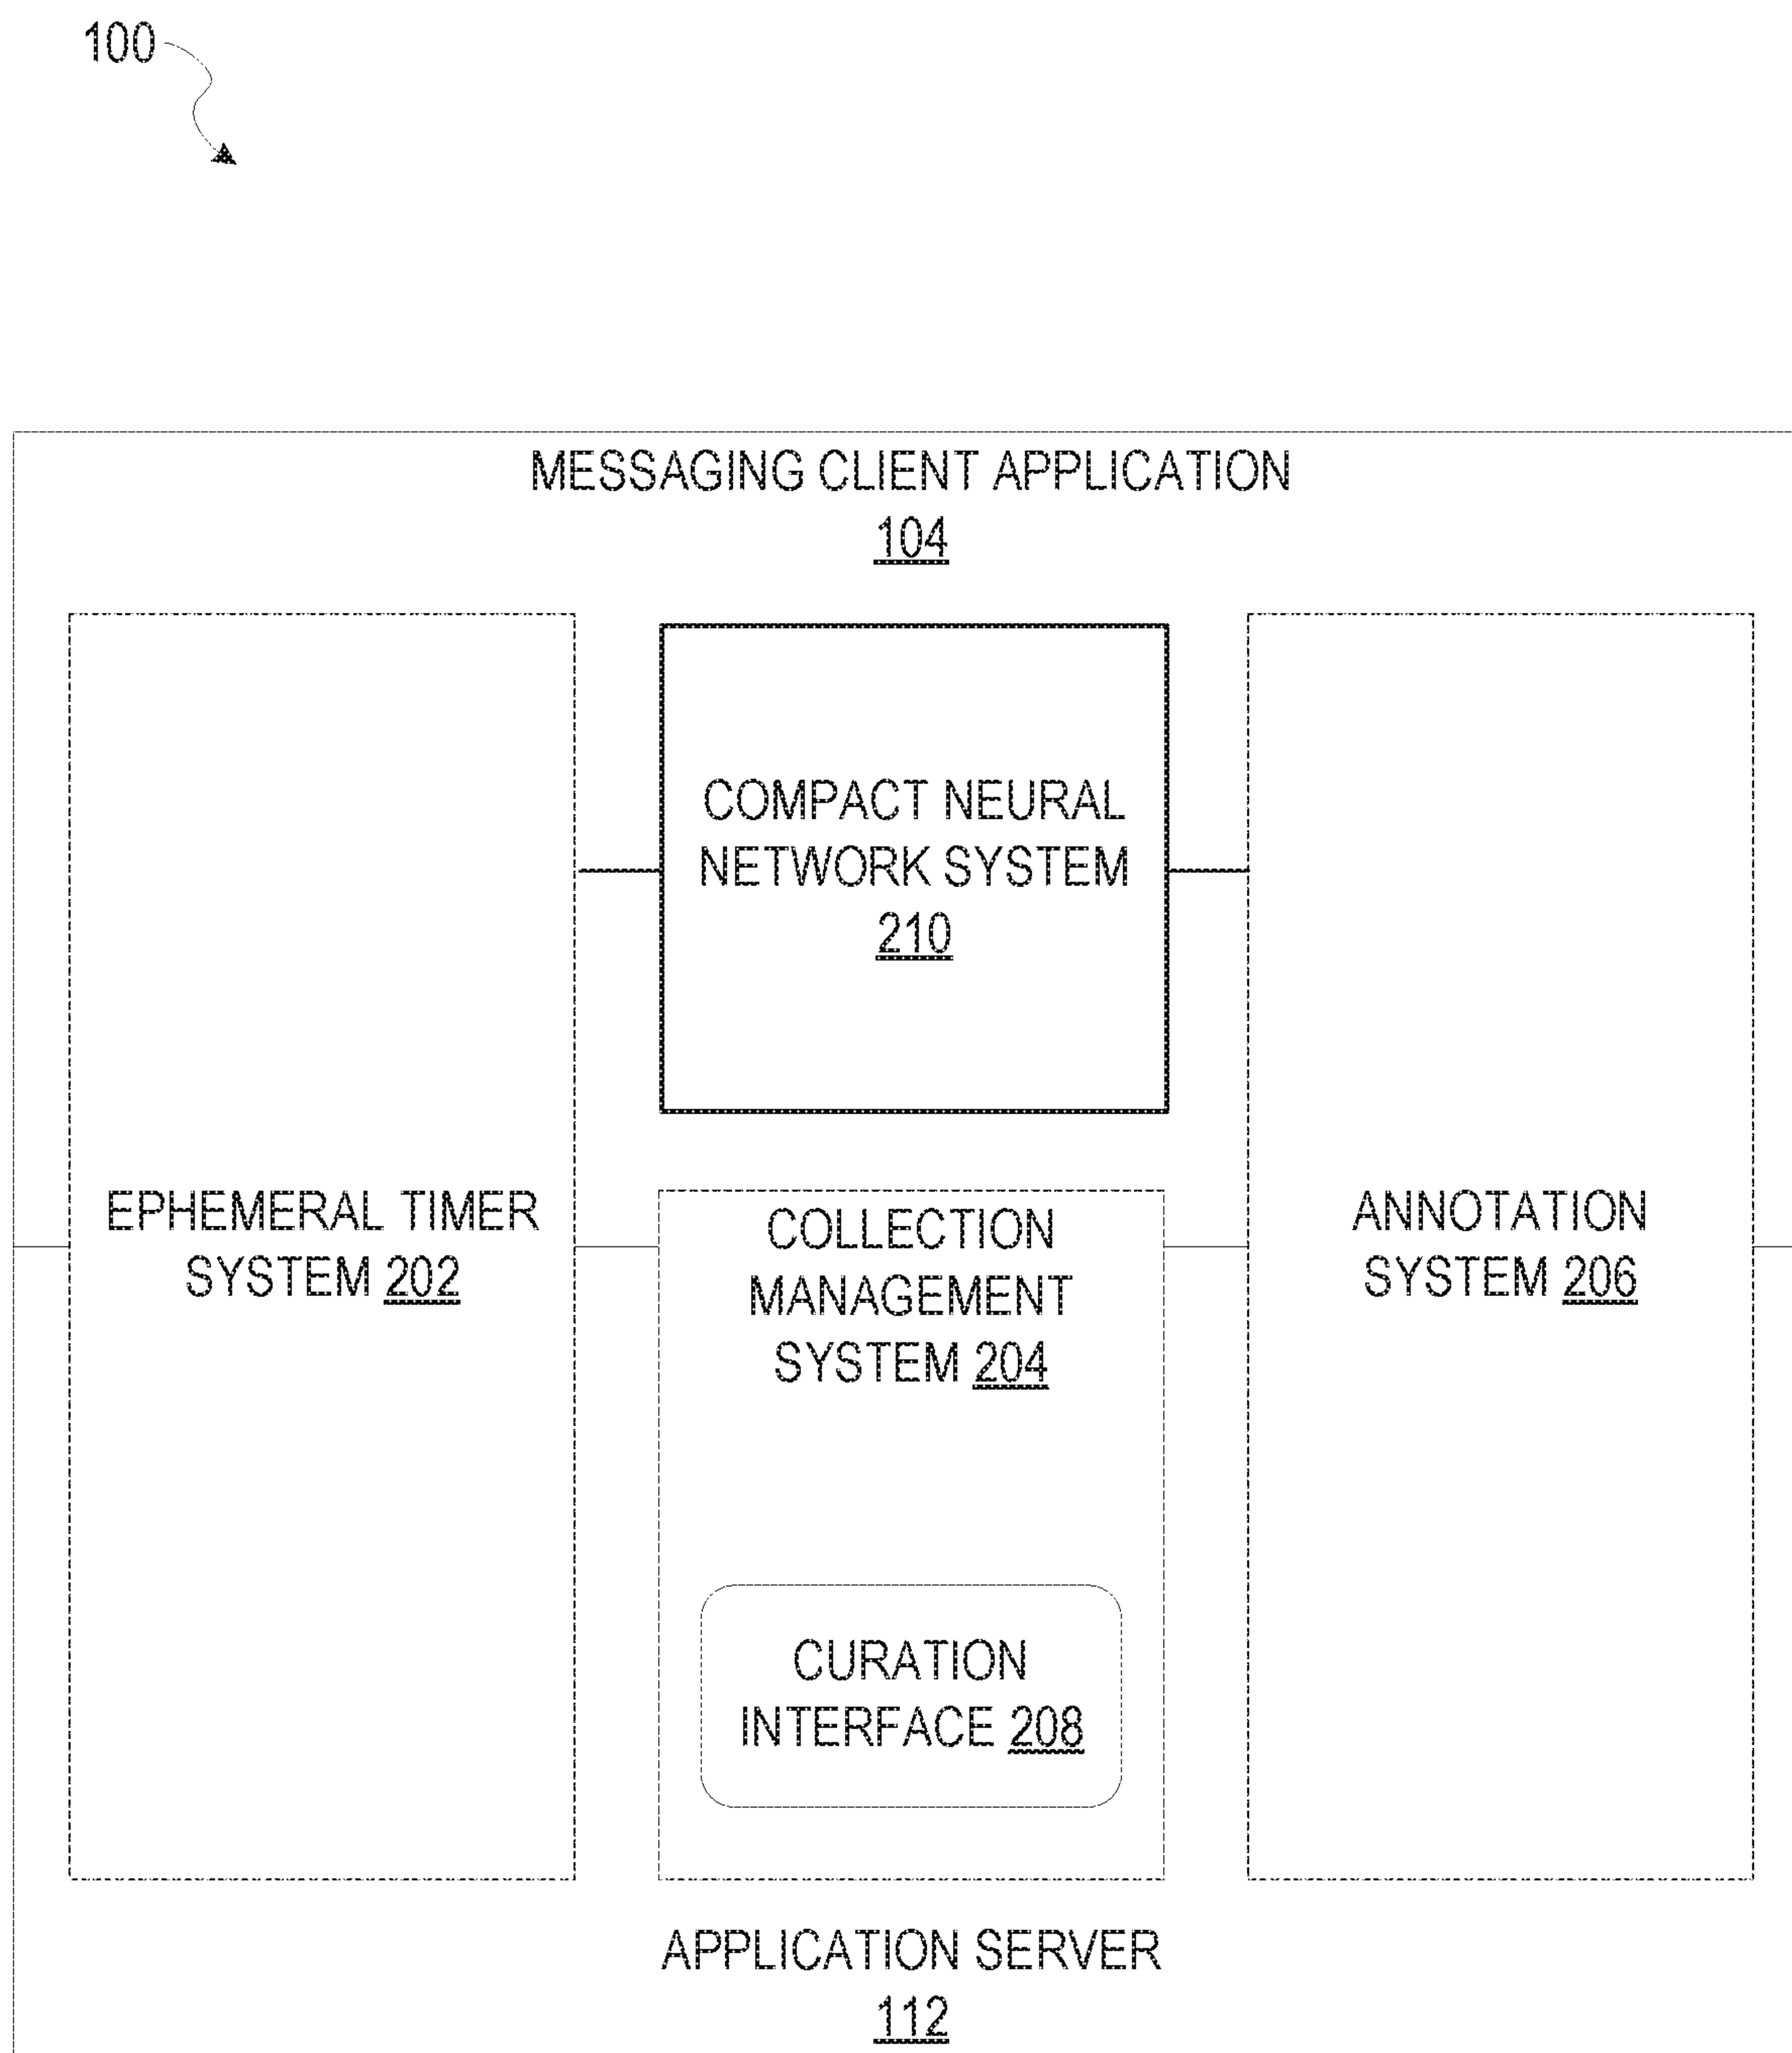 100
MESSAGING CLIENT APPLICATION
104
COMPACT NEURAL
NETWORK SYSTEM
210
EPHEMERAL TIMER
SYSTEM 202
COLLECTION
MANAGEMENT
SYSTEM 204
ANNOTATION
SYSTEM 206
CURATION
INTERFACE 208
APPLICATION SERVER
112